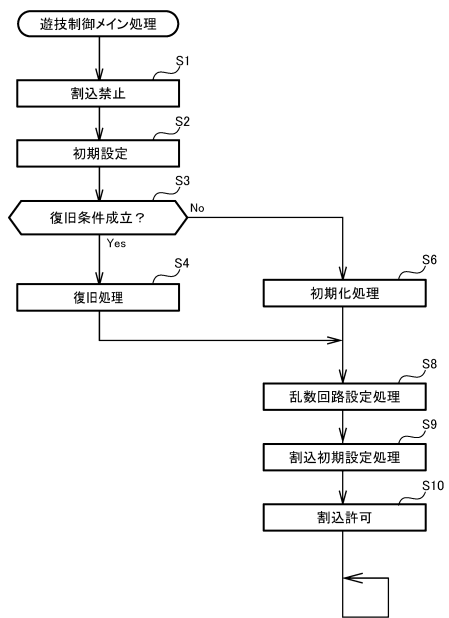 遊技制御メイン処理
S1
割込禁止
S2
初期設定
S3
復旧条件成立？
No
Yes
S4
復旧処理
S6
初期化処理
S8
乱数回路設定処理
S9
割込初期設定処理
S10
割込許可